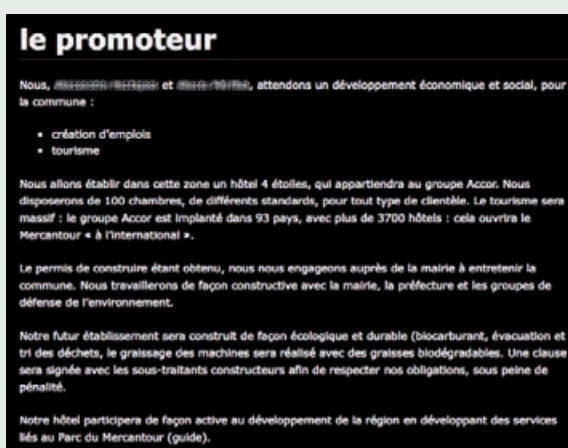 le promoteur
Nous, et , attendons un développement économique et social, pour
la commune :
• création d'emplois
• tourisme
Nous allons établir dans cette zone un hôtel 4 étoiles, qui appartiendra au groupe Accor. Nous
disposerons de 100 chambres, de différents standards, pour tout type de clientèle. Le tourisme sera
massif : le groupe Accor est implanté dans 93 pays, avec plus de 3700 hôtels : cela ouvrira le
Mercantour « à l'international ».
Le permis de construire étant obtenu, nous nous engageons auprès de la mairie à entretenir la
commune. Nous travaillerons de façon constructive avec la mairie, la préfecture et les groupes de
défense de l'environnement.
Notre futur établissement sera construit de façon écologique et durable (biocarburant, évacuation et
tri des déchets, le graissage des machines sera réalisé avec des graisses biodégradables. Une clause
sera signée avec les sous-traitants constructeurs afin de respecter nos obligations, sous peine de
pénalité.
Notre hôtel participera de façon active au développement de la région en développant des services
liés au Parc du Mercantour (guide).